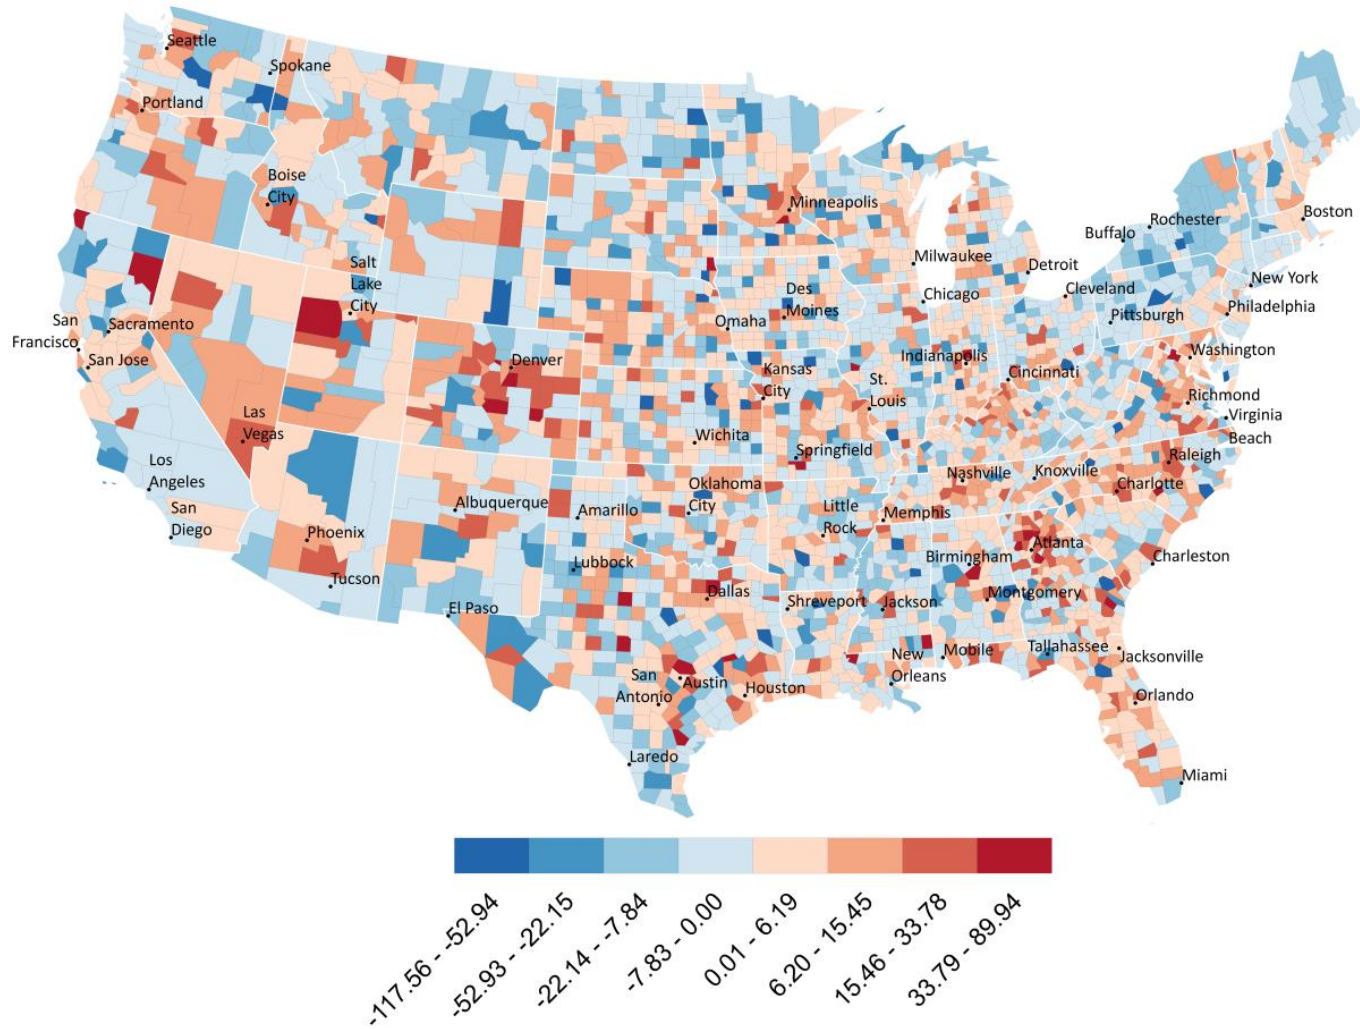 Seattle
Spokane
Portland
Boise
City
Minneapolis
Boston
Rochester
Buffalo
Milwaukee
Detroit
Salt
Lake
City
New York
Cleveland
Chicago
Des
Moines
Philadelphia
Pittsburgh
San
Francisco
Sacramento
Omaha
San Jose
Denver
Indianapolis
Washington
Kansas
City
Cincinnati
St.
Louis
Richmond
Las
Vegas
Virginia
Beach
Wichita
Springfield
Raleigh
Los
Angeles
Nashville
Knoxville
Oklahoma
City
Charlotte
Albuquerque
Amarillo
Little
Rock
Memphis
San
Diego
Phoenix
Atlanta
Birmingham
Charleston
Lubbock
Tucson
Dallas
Montgomery
Shreveport
Jackson
El Paso
New
Orleans
Mobile
Tallahassee
Jacksonville
San
Antonio
Austin
Houston
Orlando
Laredo
Miami
-117.56 - -52.94
-52.93 - -22.15
-22.14 - -7.84
-7.83 - 0.00
0.01 - 6.19
6.20 - 15.45
15.46 - 33.78
33.79 - 89.94